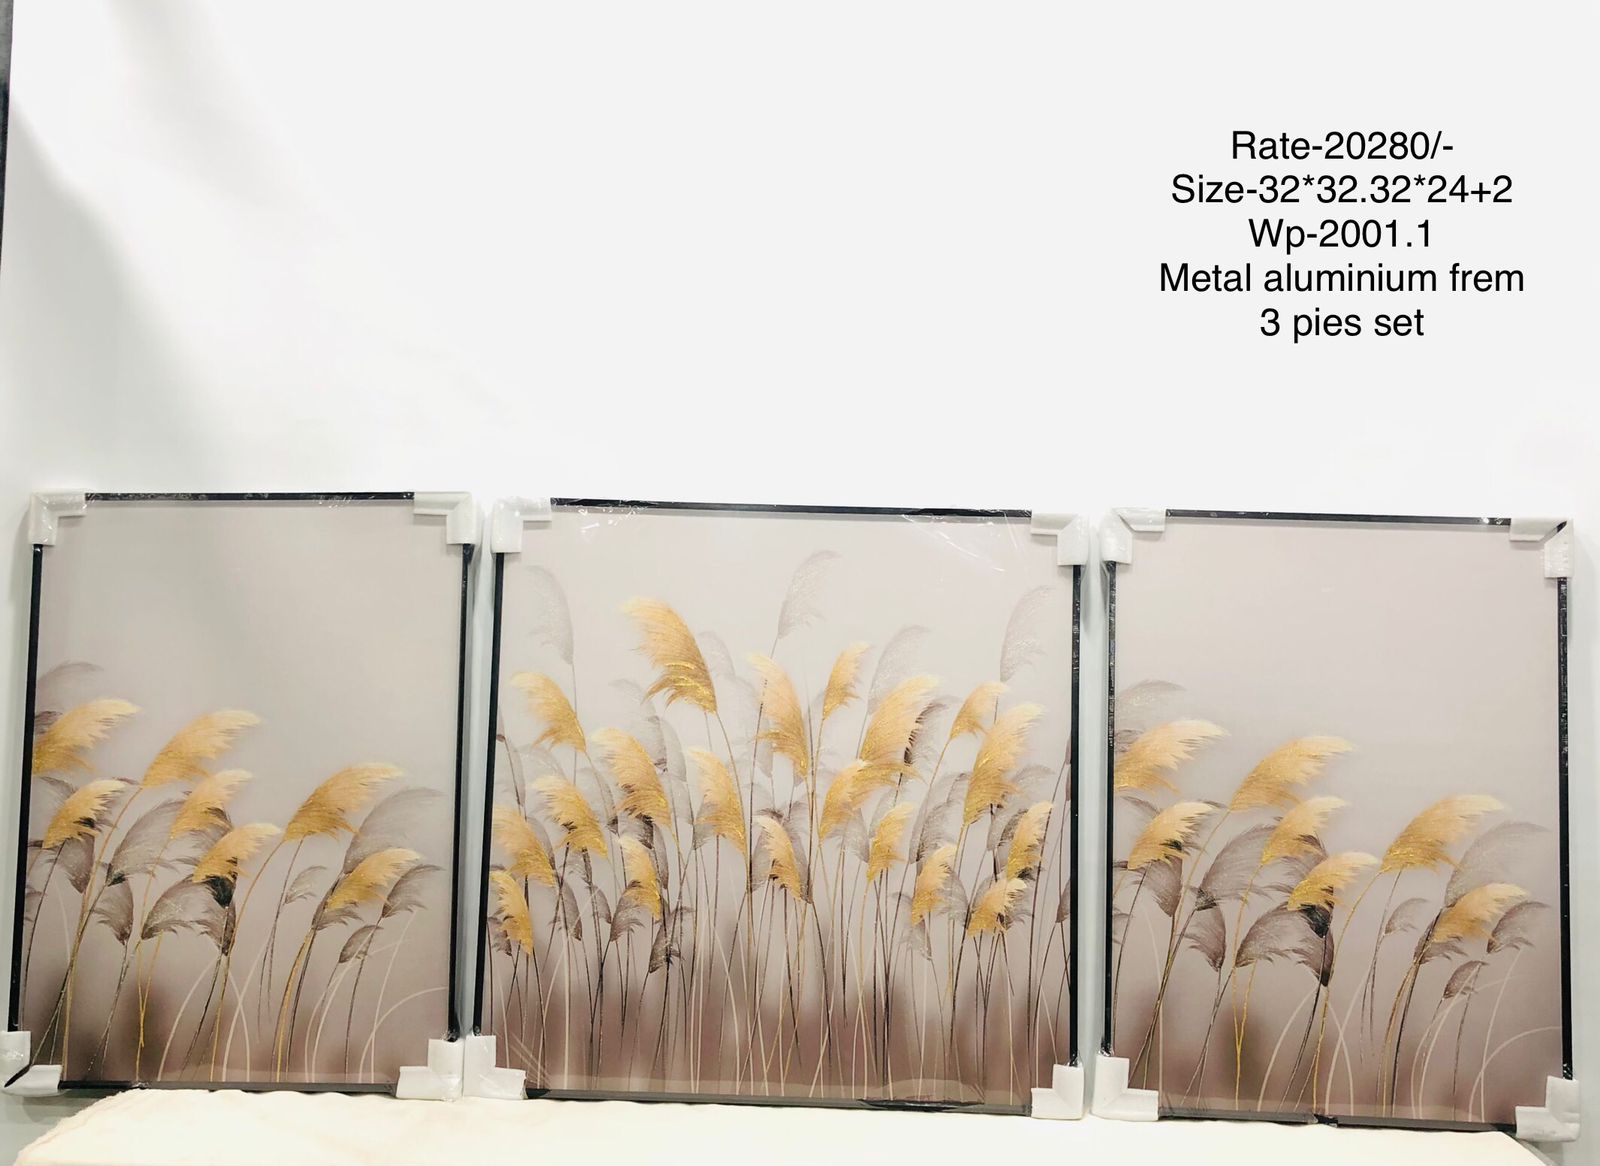 Rate-20280/-
Size-32*32.32*24+2
Wp-2001.1
Metal aluminium frem
3 pies set